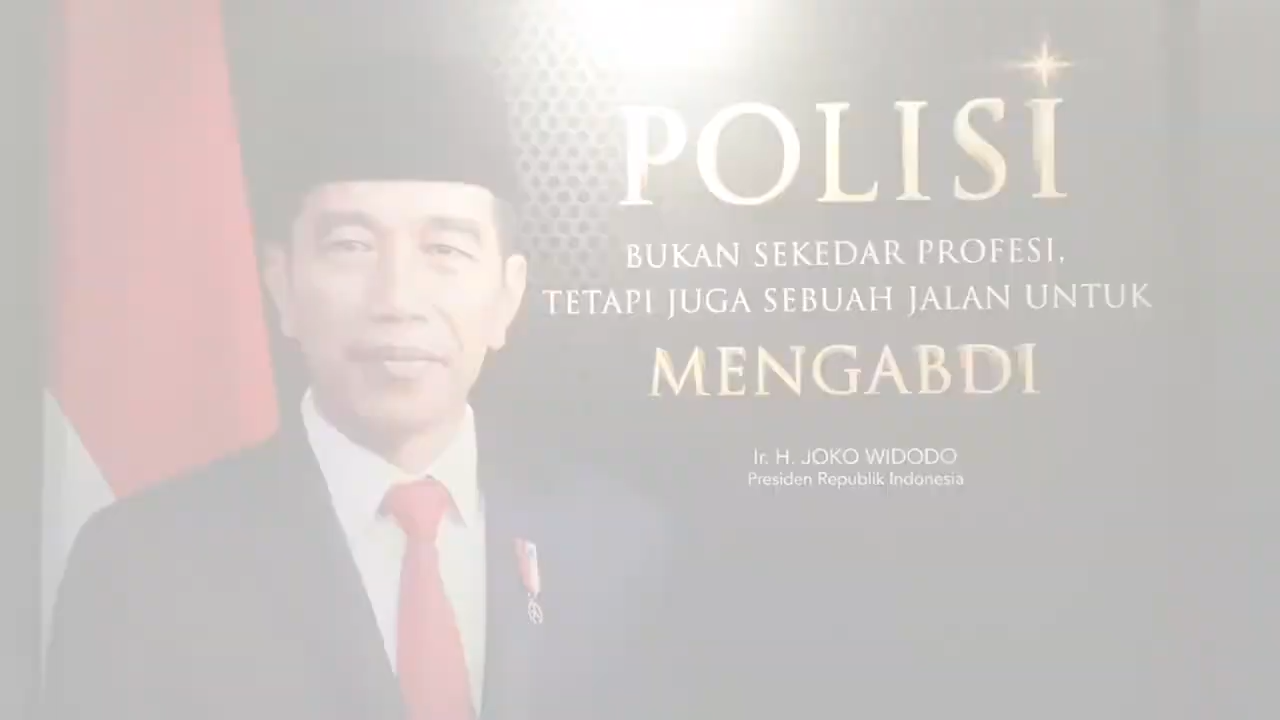 POLISI
BUKAN SEKEDAR PROFESI,
TETAPI JUGA SEBUAH JALAN UNTUK
MENGABDI
Ir. H. JOKO WIDODO
Presiden Republik Indonesia